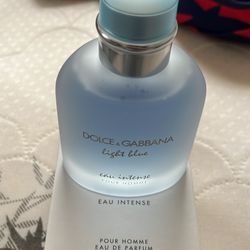 DOLCE & GABBANA
light blue
eau intense
POUR HOMME
EAU INTENSE
POUR HOMME
EAU DE PARFUM